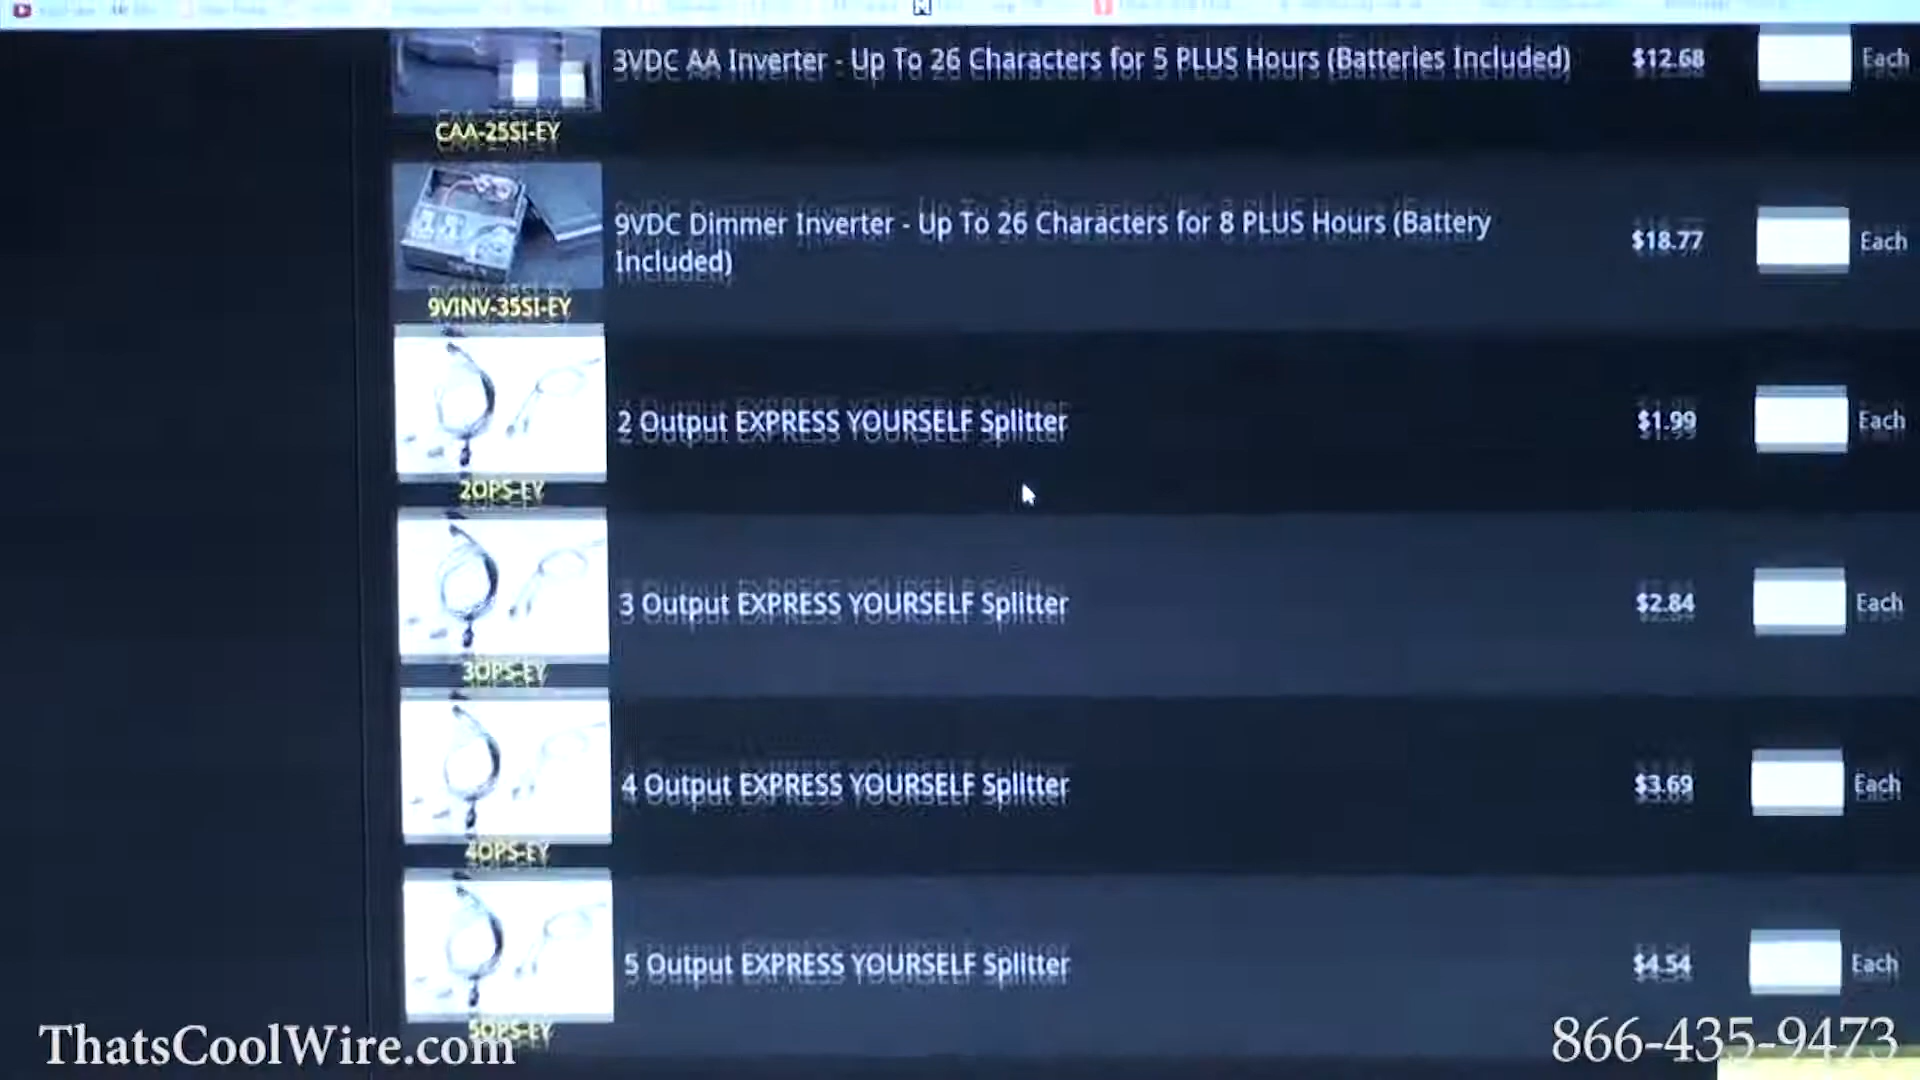 3VDC AA Inverter - Up To 26 Characters for 5 PLUS Hours (Batteries Included) $12.68 Each
CAA-25SI-EY
9VDC Dimmer Inverter - Up To 26 Characters for 8 PLUS Hours (Battery
Included) $18.77 Each
9VINV-35SI-EY
2 Output EXPRESS YOURSELF Splitter $1.99 Each
2OPS-EY
3 Output EXPRESS YOURSELF Splitter $2.84 Each
3OPS-EY
4 Output EXPRESS YOURSELF Splitter $3.69 Each
4OPS-EY
5 Output EXPRESS YOURSELF Splitter $4.54 Each
5OPS-EY
ThatsCoolWire.com 866-435-9473